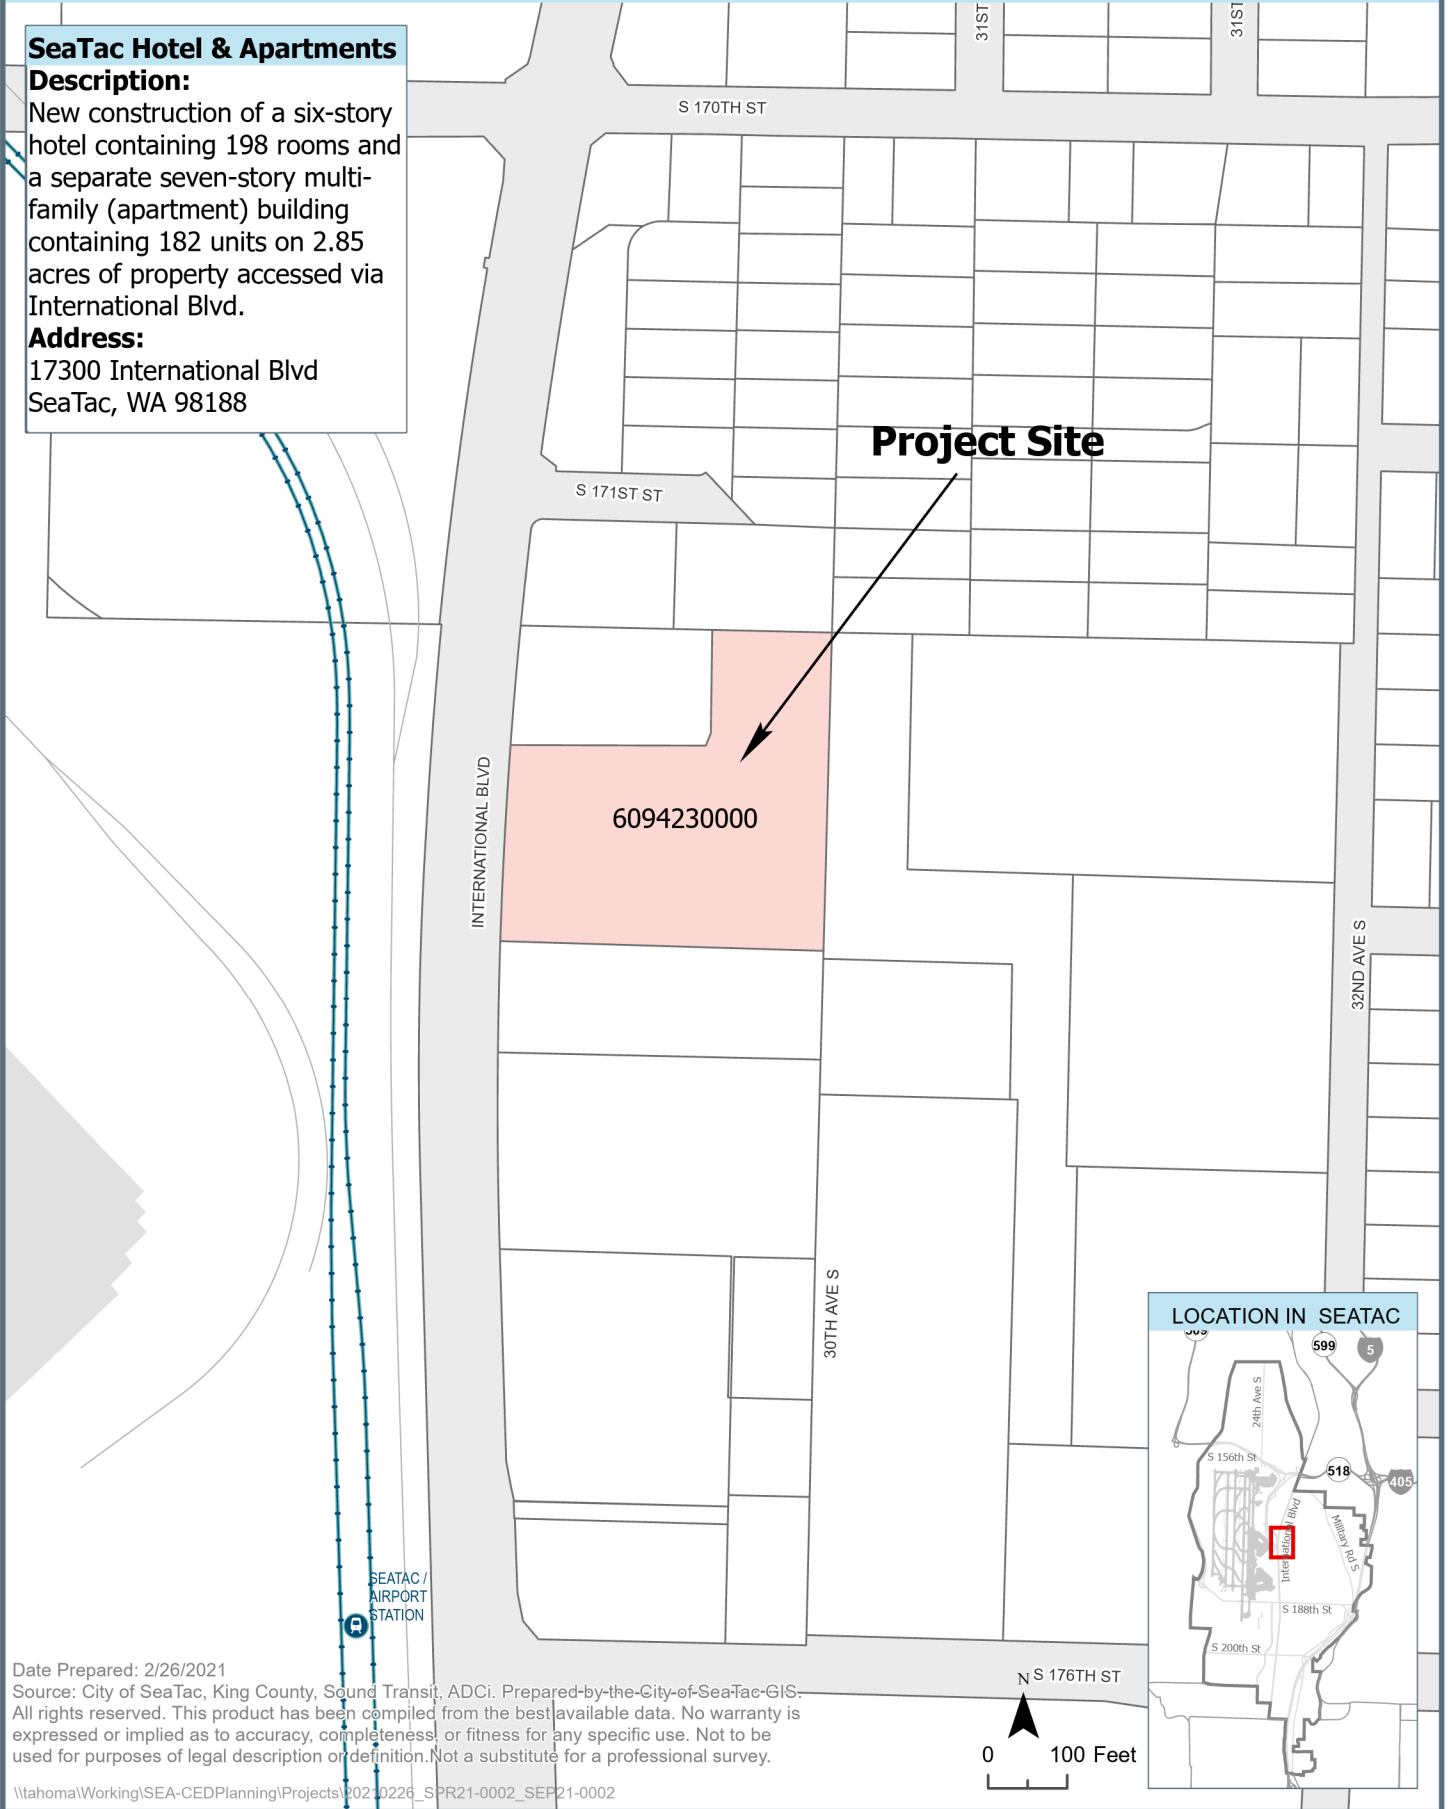 SeaTac Hotel & Apartments
Description:
New construction of a six-story
hotel containing 198 rooms and
a separate seven-story multi-
family (apartment) building
containing 182 units on 2.85
acres of property accessed via
International Blvd.
Address:
17300 International Blvd
SeaTac, WA 98188
31ST
31ST
S 170TH ST
Project Site
S 171ST ST
6094230000
INTERNATIONAL BLVD
32ND AVE S
30TH AVE S
SEATAC /
AIRPORT
STATION
S 176TH ST
N
0 100 Feet
LOCATION IN SEATAC
509
599
5
24th Ave S
S 156th St
518
405
International Blvd
Military Rd S
S 188th St
S 200th St
Date Prepared: 2/26/2021
Source: City of SeaTac, King County, Sound Transit, ADCi. Prepared by the City of SeaTac GIS.
All rights reserved. This product has been compiled from the best available data. No warranty is
expressed or implied as to accuracy, completeness, or fitness for any specific use. Not to be
used for purposes of legal description or definition.Not a substitute for a professional survey.
\\tahoma\Working\SEA-CEDPlanning\Projects\20210226_SPR21-0002_SEP21-0002